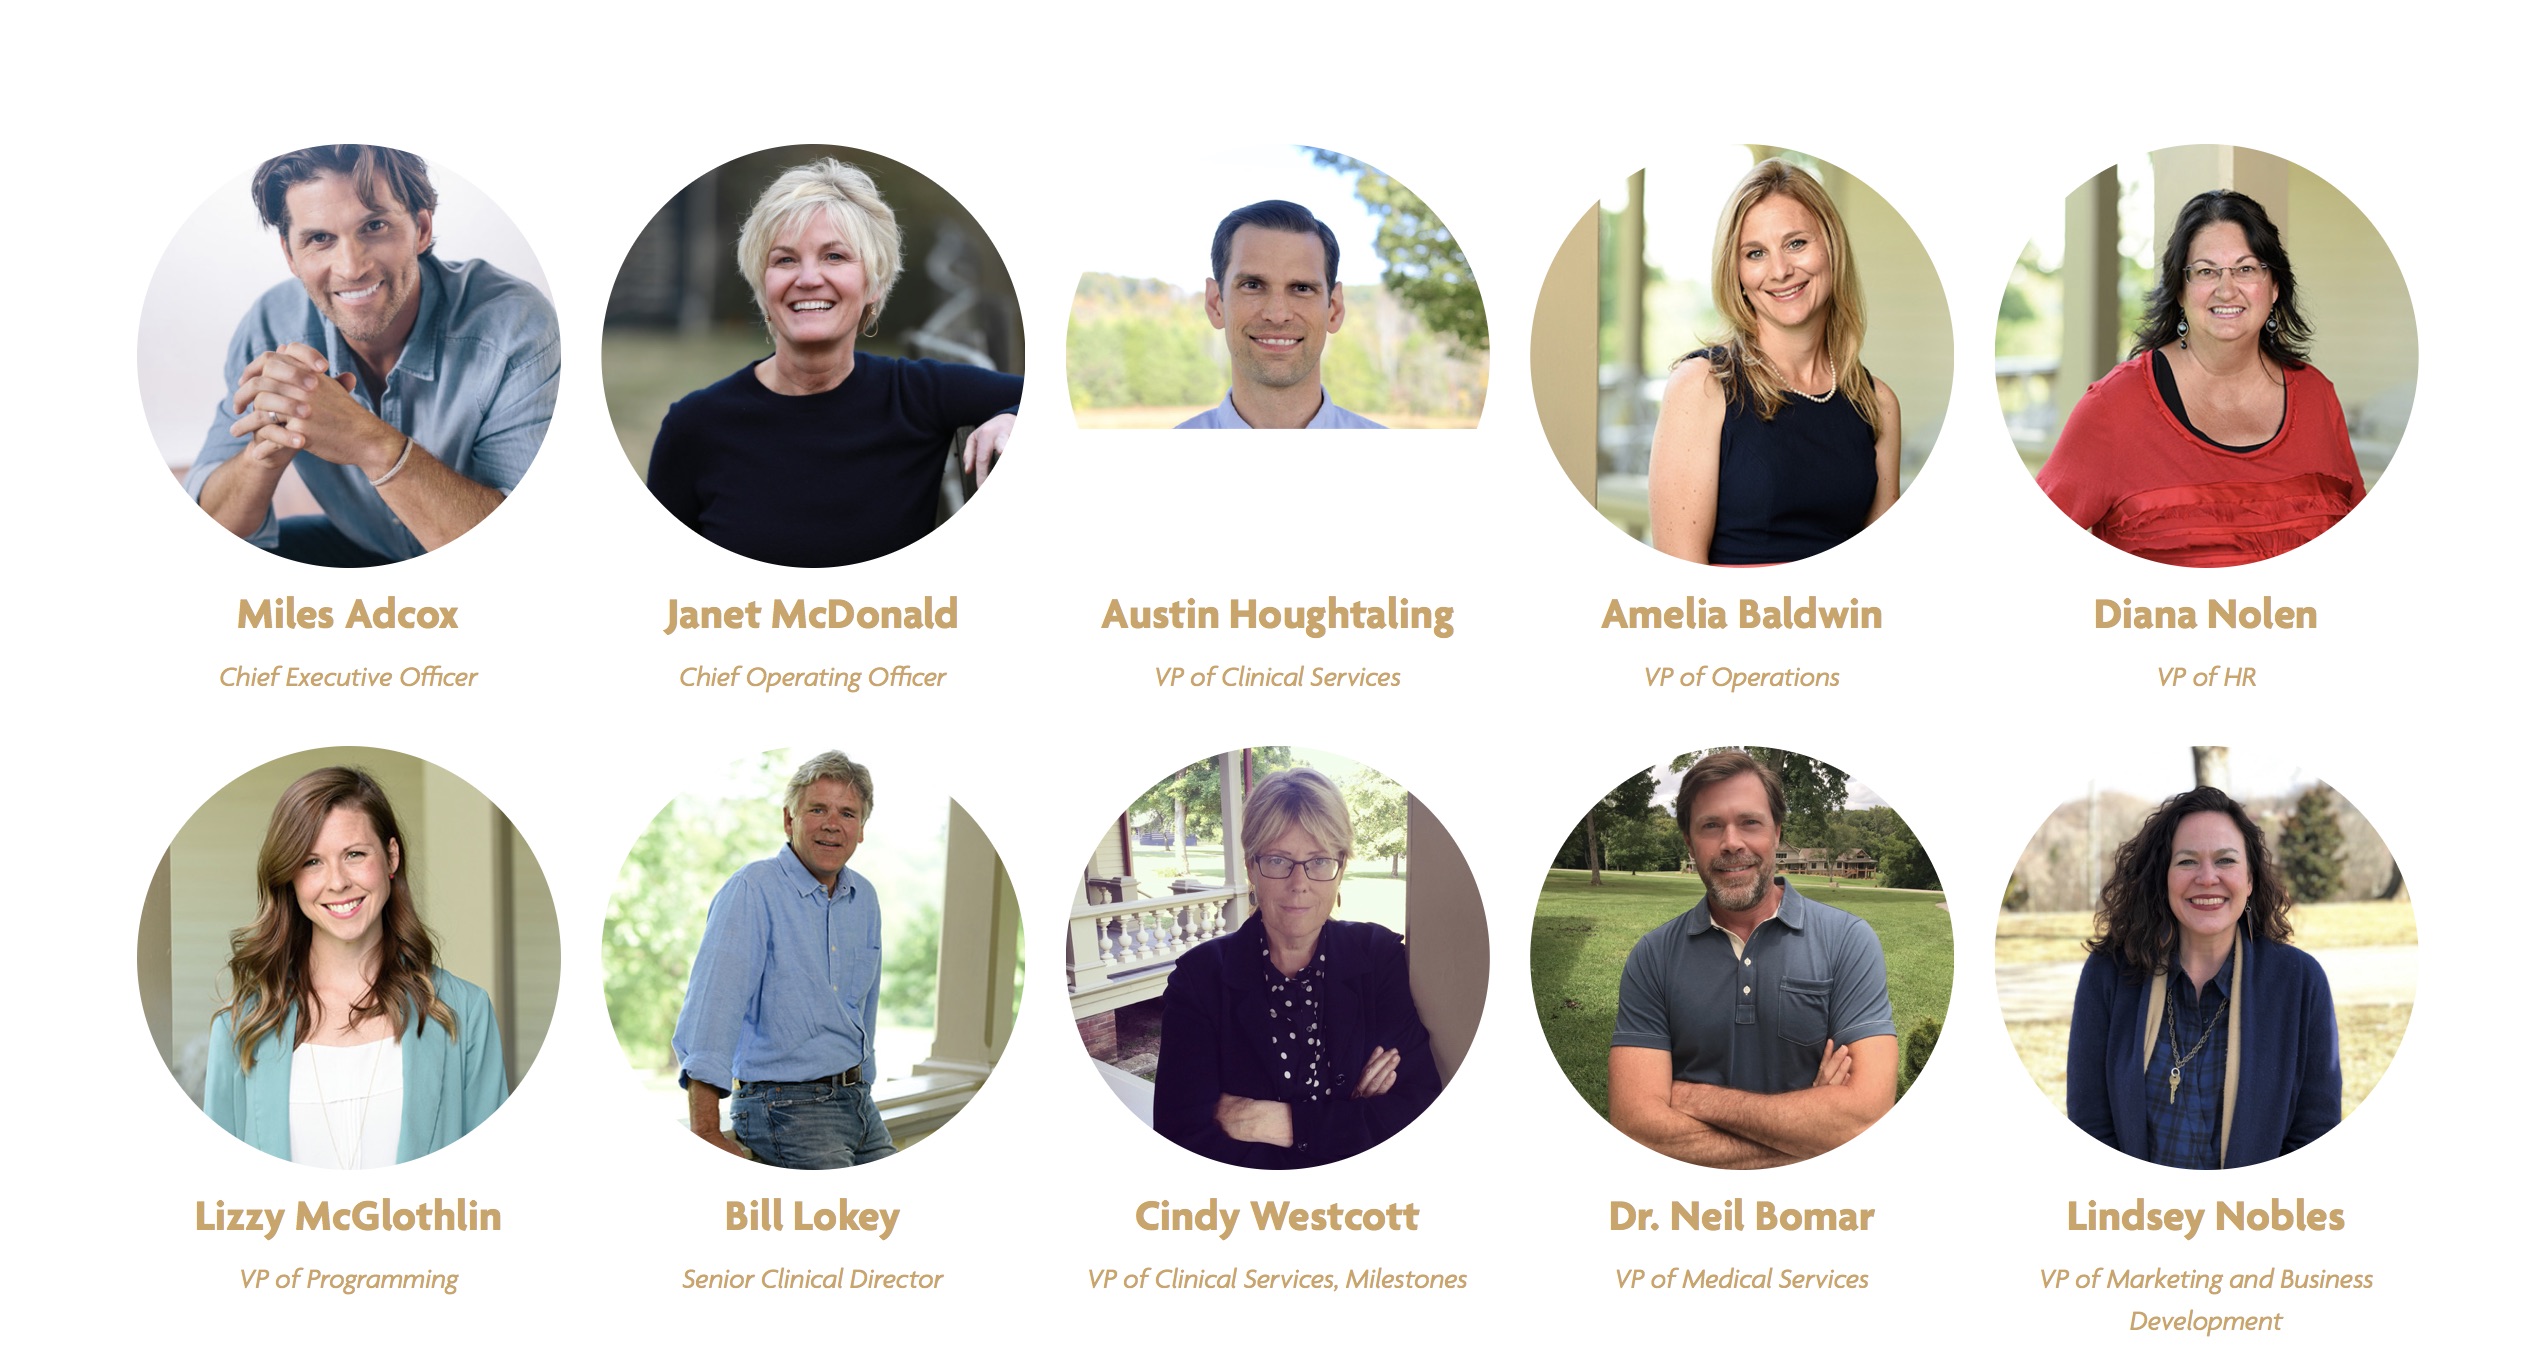 Miles Adcox
Janet McDonald
Austin Houghtaling
Amelia Baldwin
Diana Nolen
Chief Executive Officer
Chief Operating Officer
VP of Clinical Services
VP of Operations
VP of HR
Lizzy McGlothlin
Bill Lokey
Cindy Westcott
Dr. Neil Bomar
Lindsey Nobles
VP of Programming
Senior Clinical Director
VP of Clinical Services, Milestones
VP of Medical Services
VP of Marketing and Business
Development